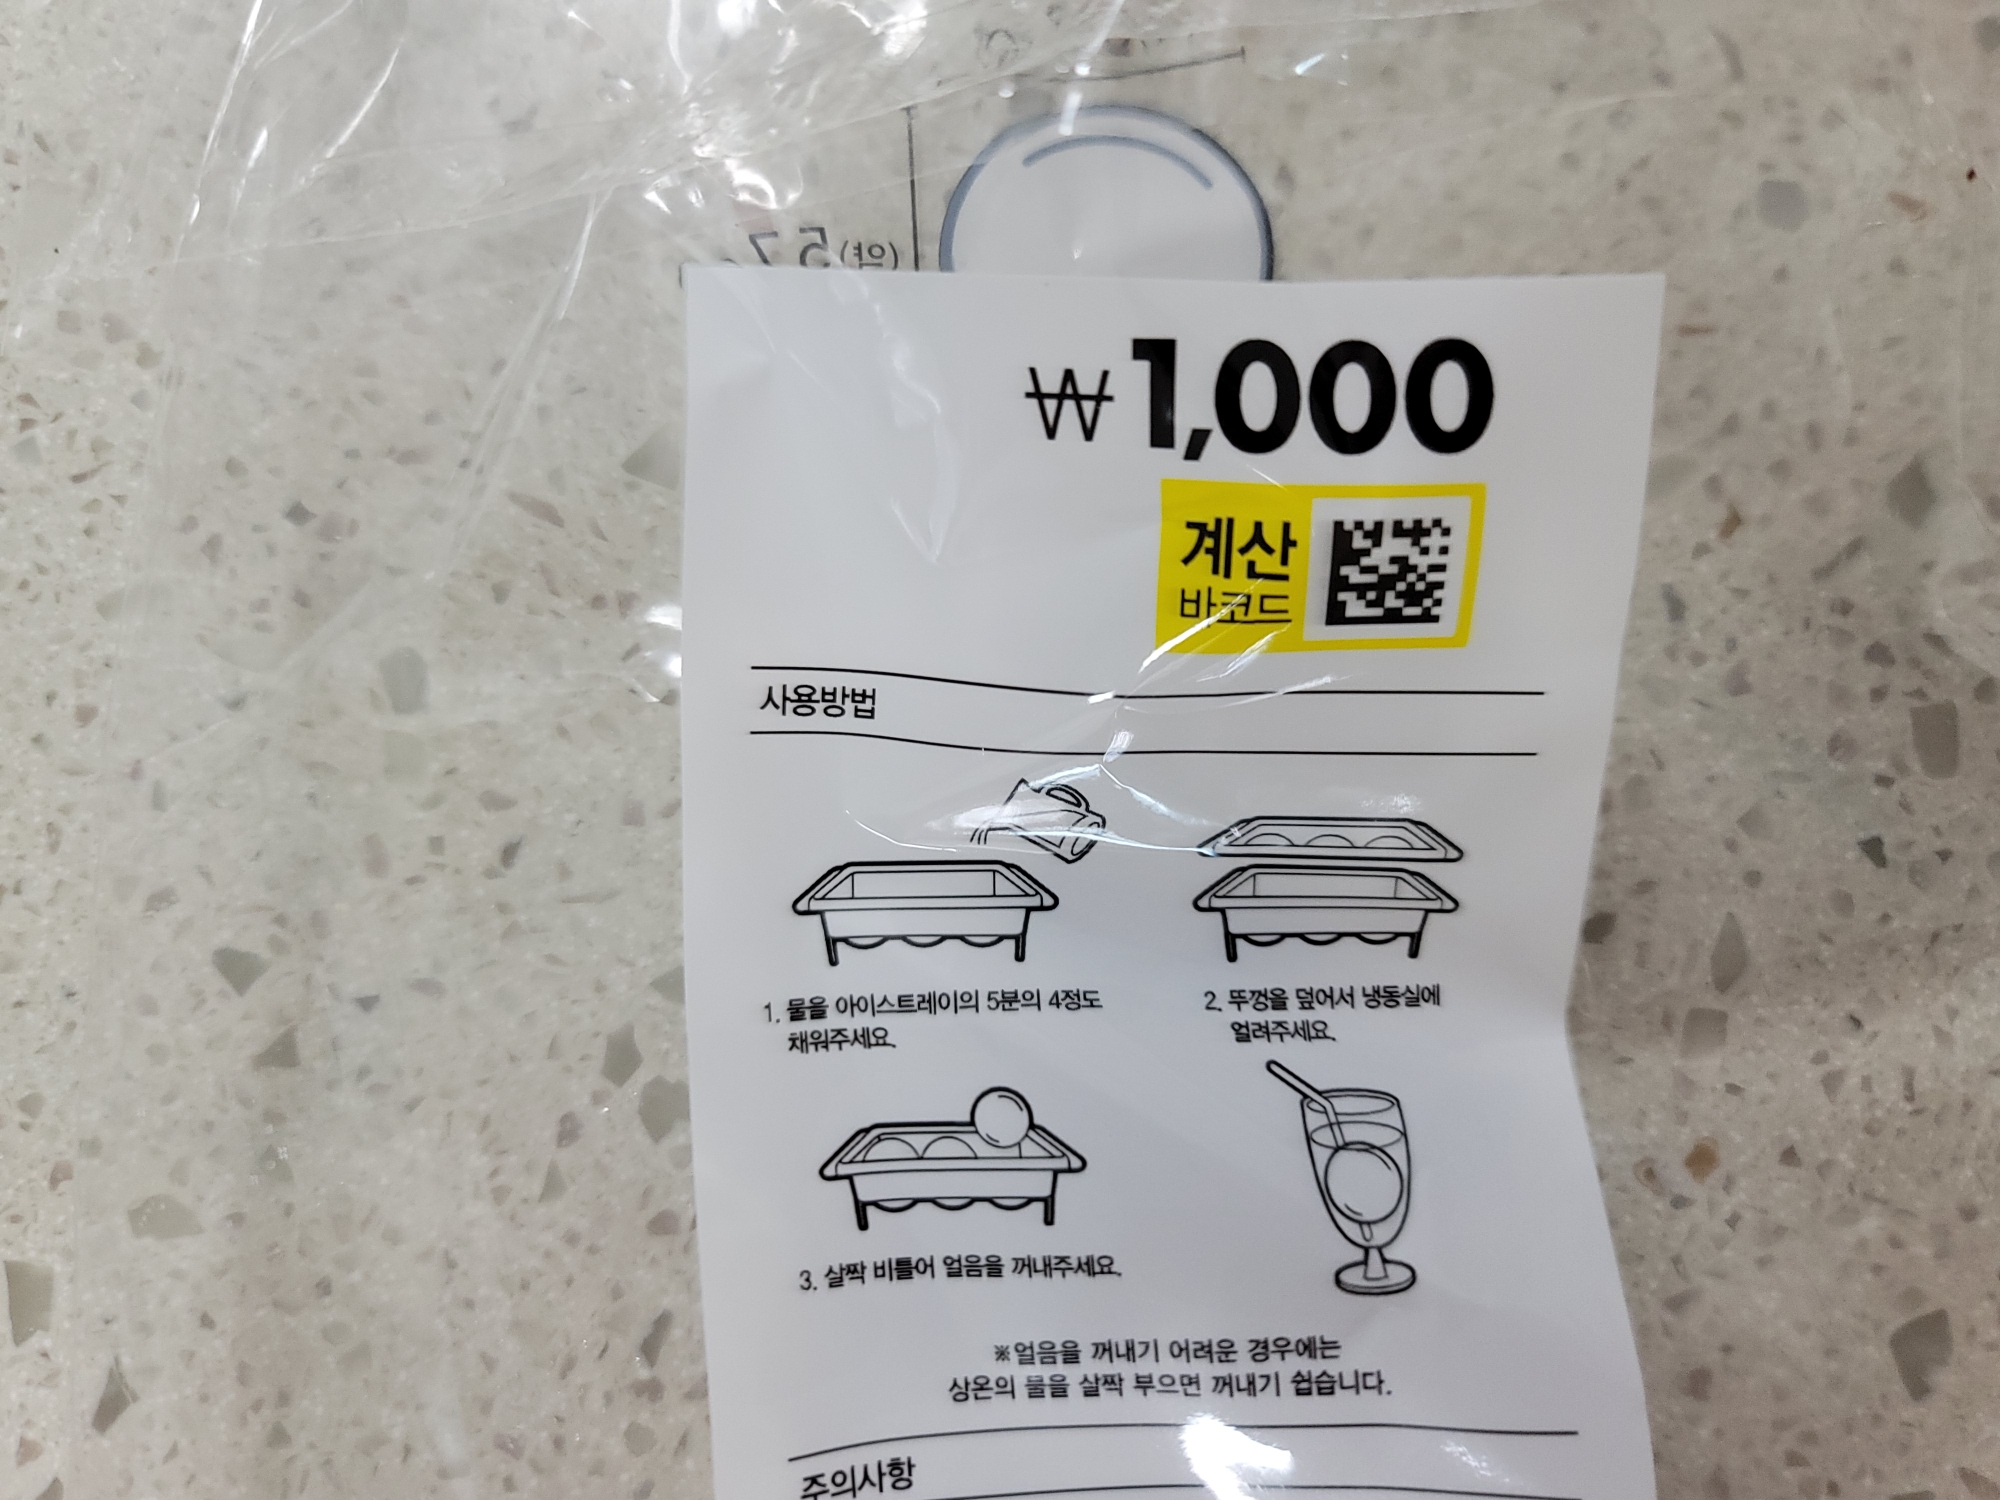 (약) 5.7
₩1,000
계산
바코드
사용방법
1. 물을 아이스트레이의 5분의 4정도
채워주세요.
2. 뚜껑을 덮어서 냉동실에
얼려주세요.
3. 살짝 비틀어 얼음을 꺼내주세요.
※얼음을 꺼내기 어려운 경우에는
상온의 물을 살짝 부으면 꺼내기 쉽습니다.
주의사항